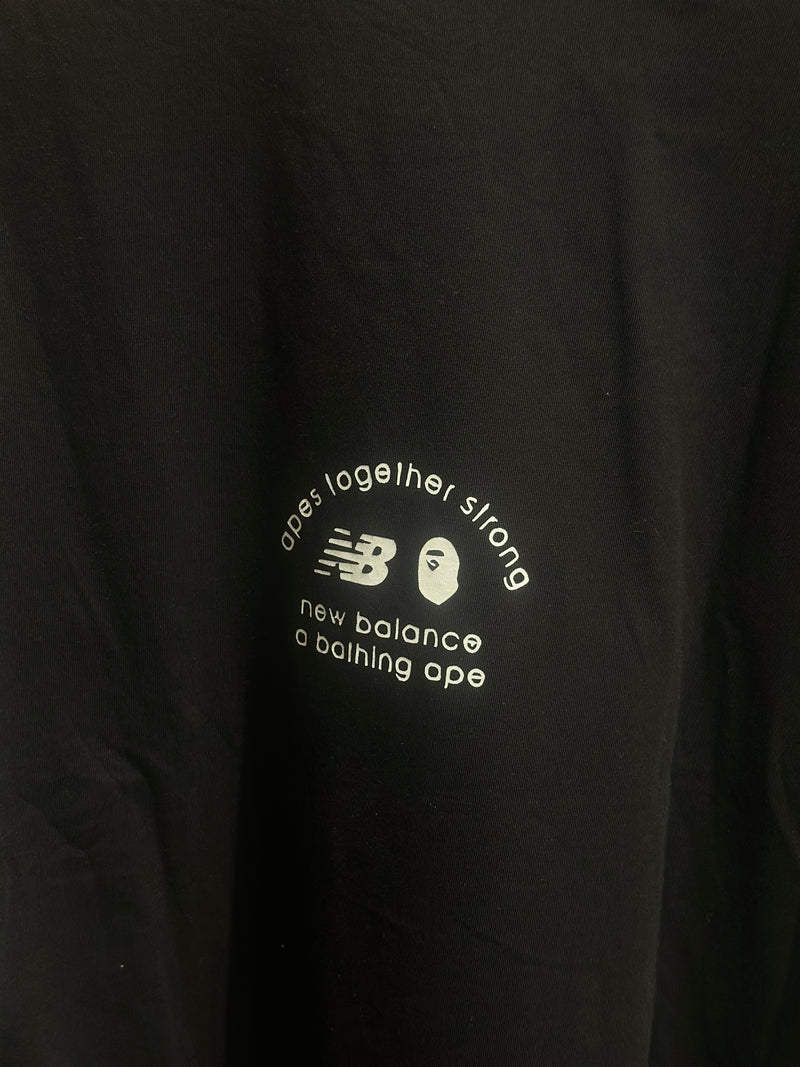 apes together strong
NB
new balance
a bathing ape